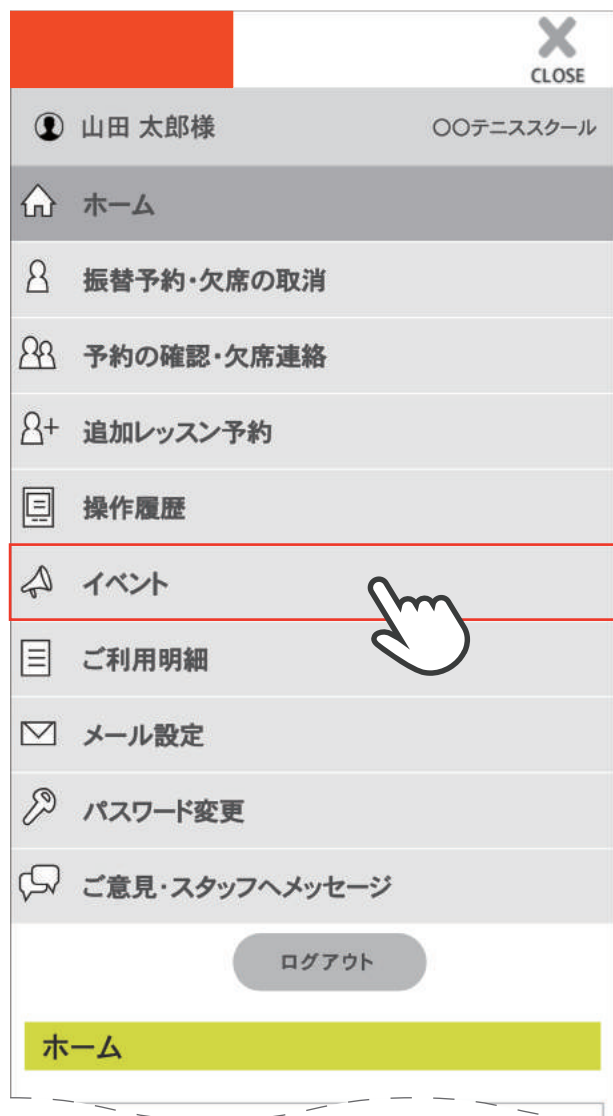 CLOSE
山田 太郎様 〇〇テニススクール
ホーム
振替予約・欠席の取消
予約の確認・欠席連絡
追加レッスン予約
操作履歴
イベント
ご利用明細
メール設定
パスワード変更
ご意見・スタッフへメッセージ
ログアウト
ホーム